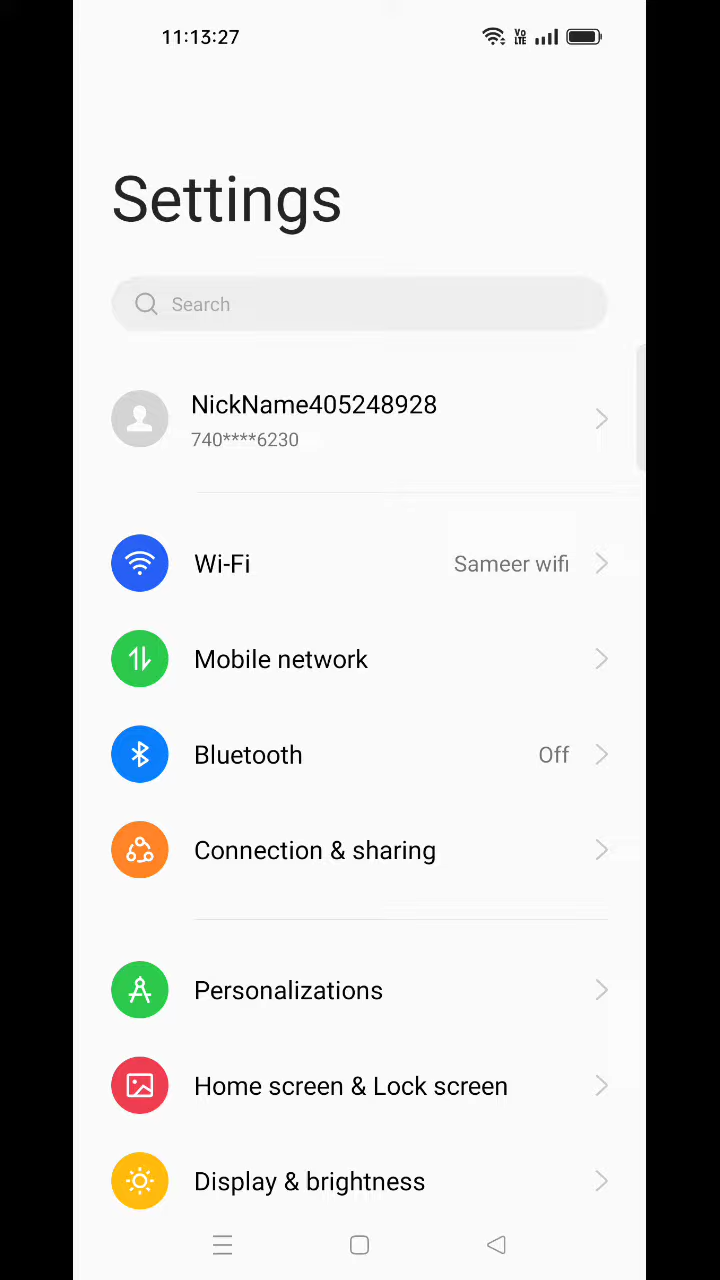 11:13:27
VoLTE
Settings
Search
NickName405248928
740****6230
Wi-Fi Sameer wifi
Mobile network
Bluetooth Off
Connection & sharing
Personalizations
Home screen & Lock screen
Display & brightness